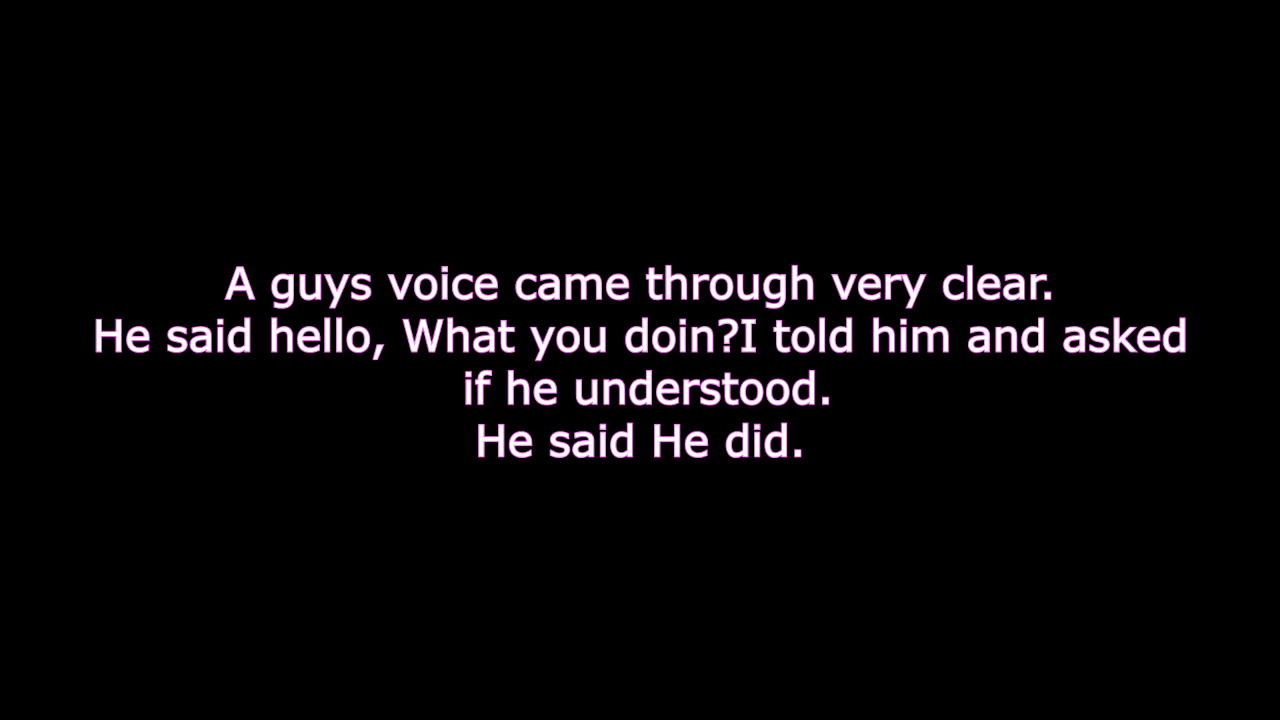 A guys voice came through very clear.
He said hello, What you doin?I told him and asked
if he understood.
He said He did.